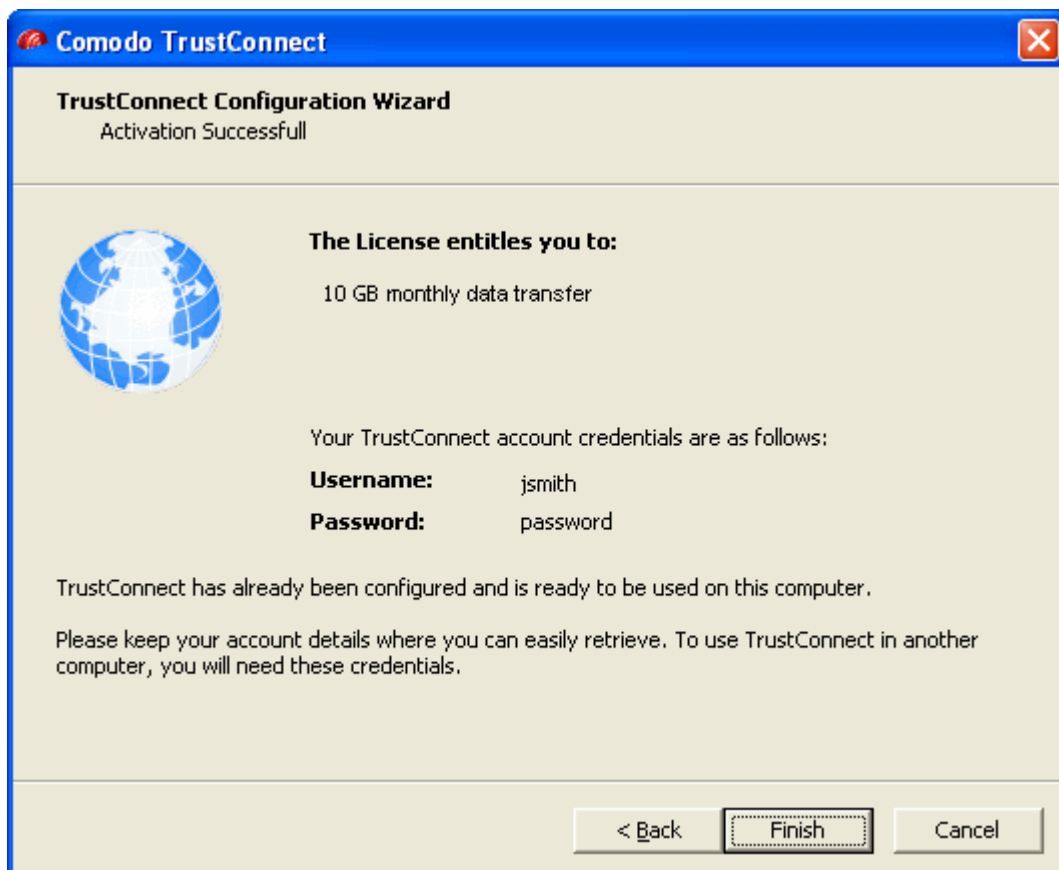 Comodo TrustConnect
TrustConnect Configuration Wizard
Activation Successfull
The License entitles you to:
10 GB monthly data transfer
Your TrustConnect account credentials are as follows:
Username: jsmith
Password: password
TrustConnect has already been configured and is ready to be used on this computer.
Please keep your account details where you can easily retrieve. To use TrustConnect in another
computer, you will need these credentials.
< Back Finish Cancel